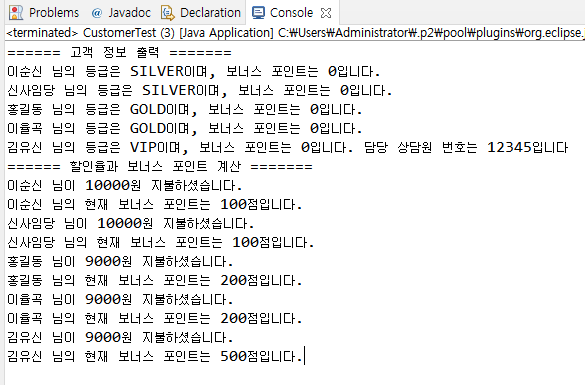 Problems @ Javadoc Declaration Console
<terminated> CustomerTest (3) [Java Application] C:₩Users₩Administrator₩.p2₩pool₩plugins₩org.eclipse.
====== 고객 정보 출력 =======
이순신 님의 등급은 SILVER이며, 보너스 포인트는 0입니다.
신사임당 님의 등급은 SILVER이며, 보너스 포인트는 0입니다.
홍길동 님의 등급은 GOLD이며, 보너스 포인트는 0입니다.
이율곡 님의 등급은 GOLD이며, 보너스 포인트는 0입니다.
김유신 님의 등급은 VIP이며, 보너스 포인트는 0입니다. 담당 상담원 번호는 12345입니다
====== 할인율과 보너스 포인트 계산 =======
이순신 님이 10000원 지불하셨습니다.
이순신 님의 현재 보너스 포인트는 100점입니다.
신사임당 님이 10000원 지불하셨습니다.
신사임당 님의 현재 보너스 포인트는 100점입니다.
홍길동 님이 9000원 지불하셨습니다.
홍길동 님의 현재 보너스 포인트는 200점입니다.
이율곡 님이 9000원 지불하셨습니다.
이율곡 님의 현재 보너스 포인트는 200점입니다.
김유신 님이 9000원 지불하셨습니다.
김유신 님의 현재 보너스 포인트는 500점입니다.